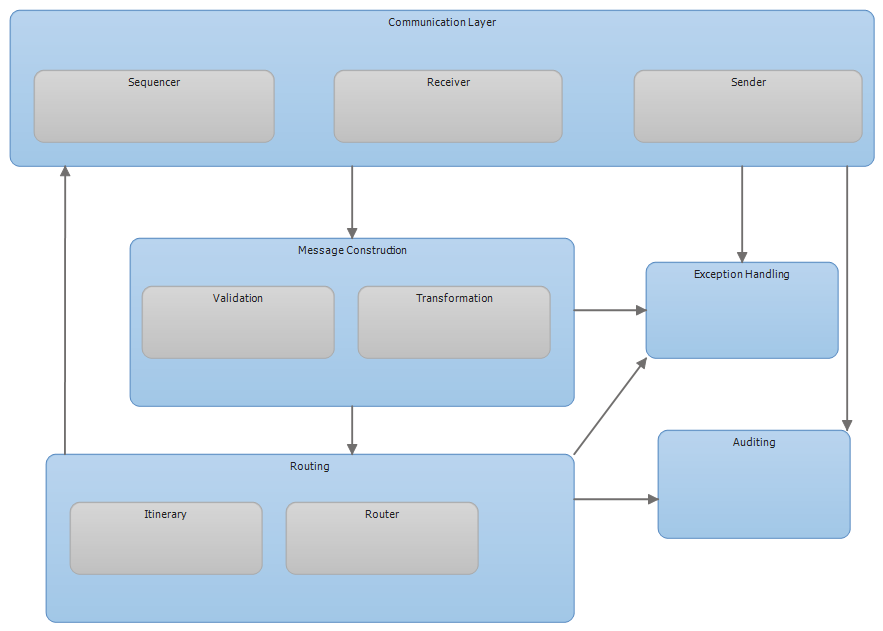 Communication Layer
Sequencer
Receiver
Sender
Message Construction
Validation
Transformation
Exception Handling
Auditing
Routing
Itinerary
Router